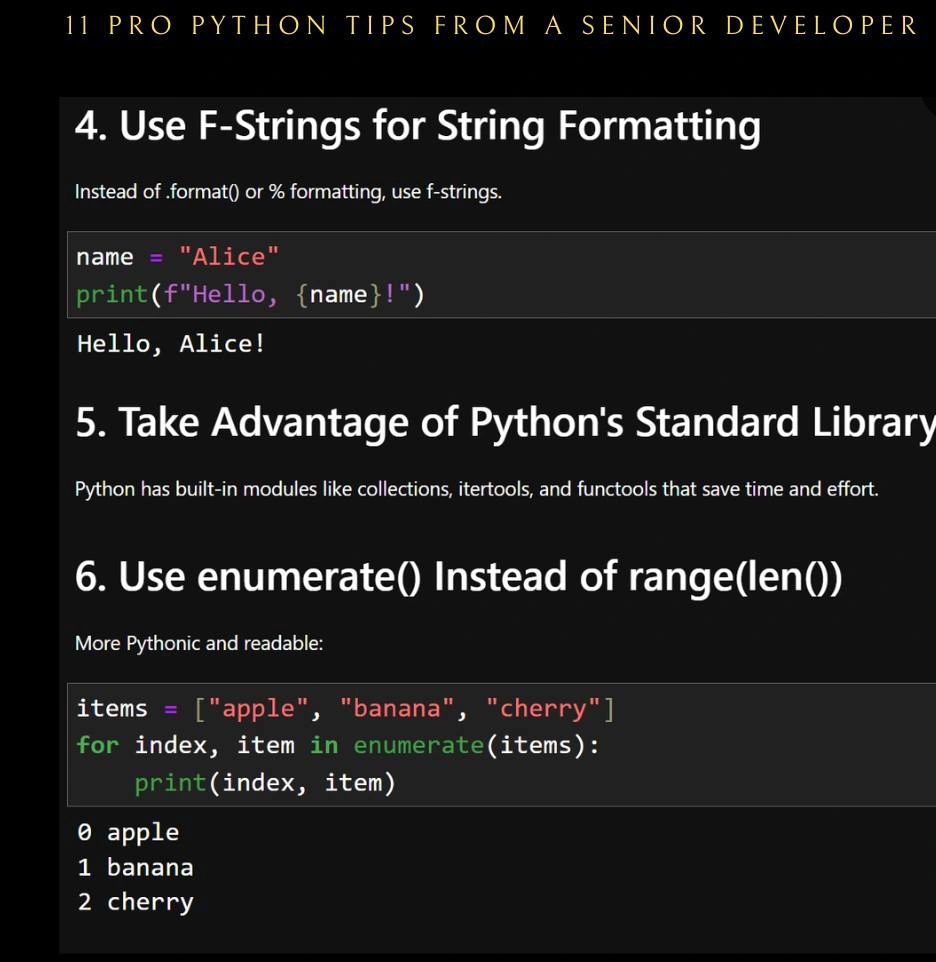 11 PRO PYTHON TIPS FROM A SENIOR DEVELOPER
4. Use F-Strings for String Formatting
Instead of .format() or % formatting, use f-strings.
name = "Alice"
print(f"Hello, {name}!")
Hello, Alice!
5. Take Advantage of Python's Standard Library
Python has built-in modules like collections, itertools, and functools that save time and effort.
6. Use enumerate() Instead of range(len())
More Pythonic and readable:
items = ["apple", "banana", "cherry"]
for index, item in enumerate(items):
    print(index, item)
0 apple
1 banana
2 cherry